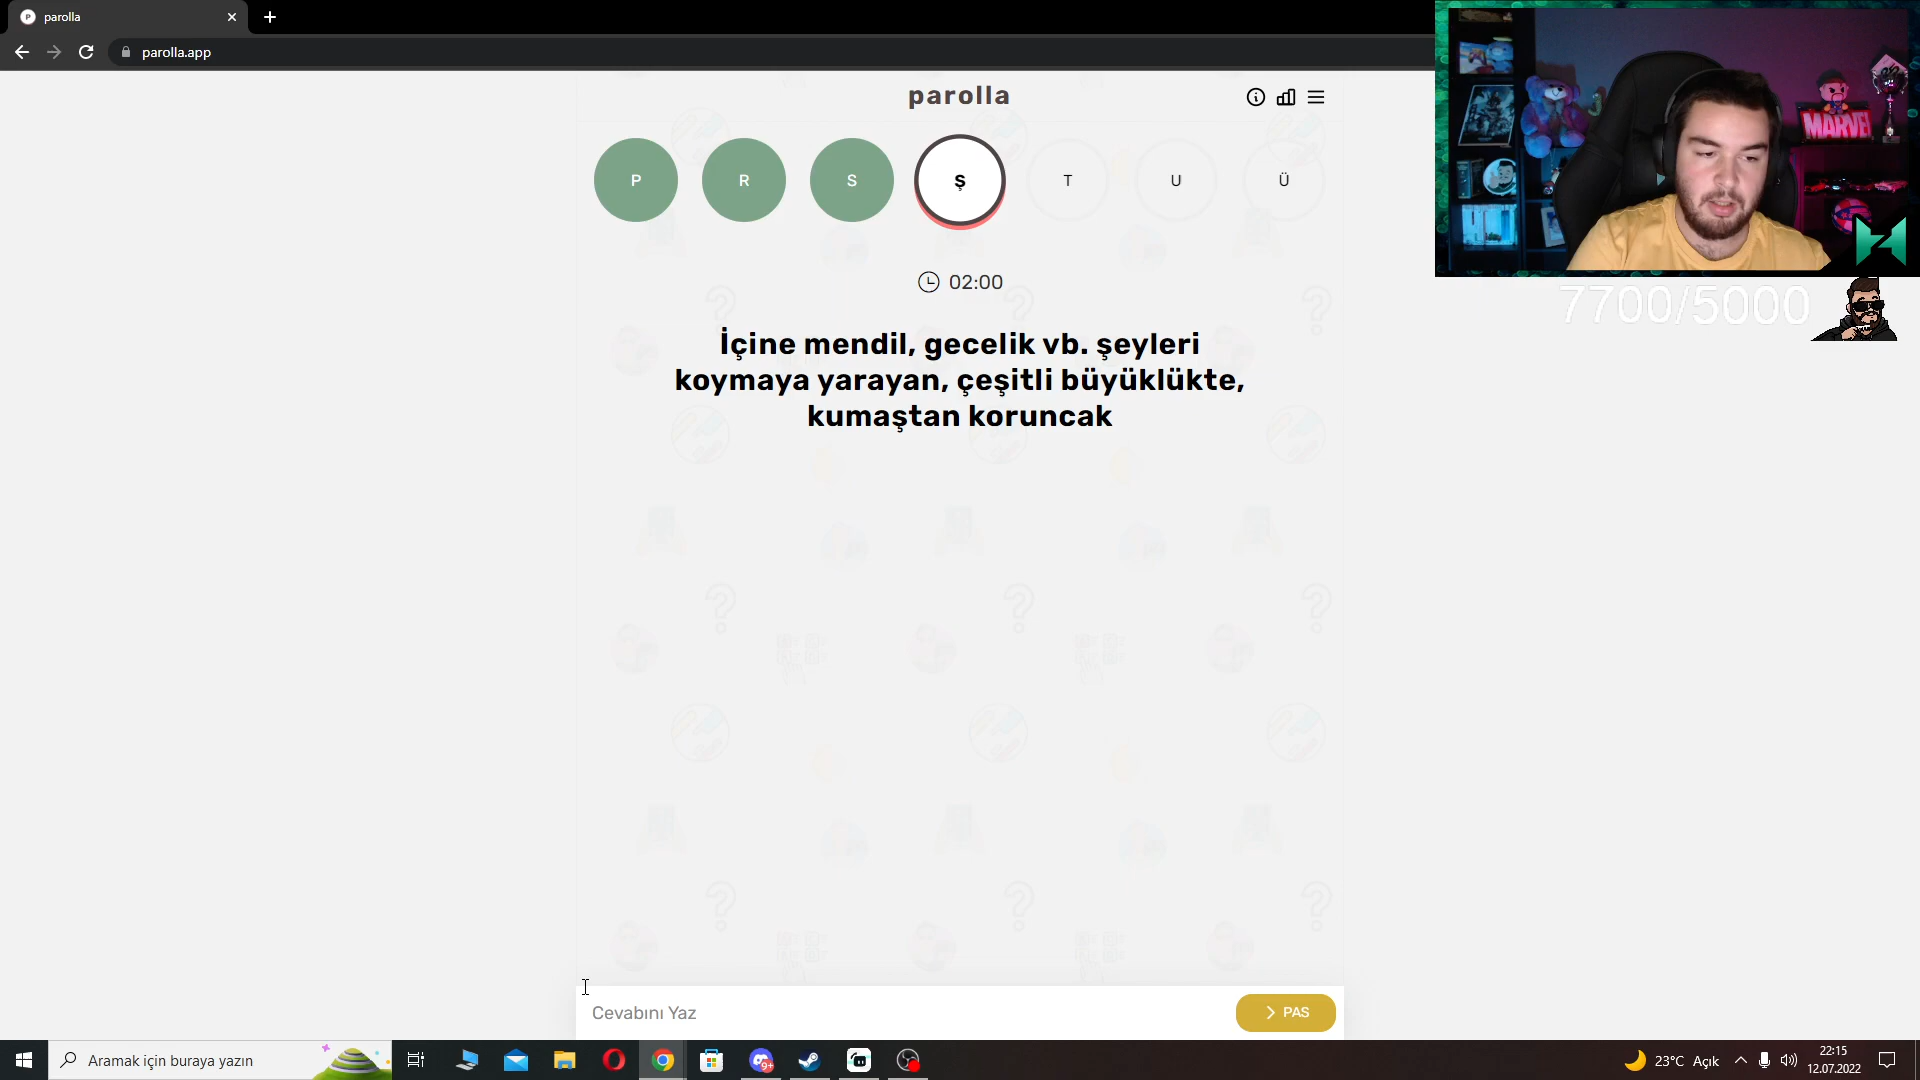 parolla
parolla.app
parolla
P
R
S
Ş
T
U
Ü
MARVEL
02:00
7700/5000
İçine mendil, gecelik vb. şeyleri
koymaya yarayan, çeşitli büyüklükte,
kumaştan koruncak
Cevabını Yaz
PAS
Aramak için buraya yazın
9+
23°C Açık
22:15
12.07.2022